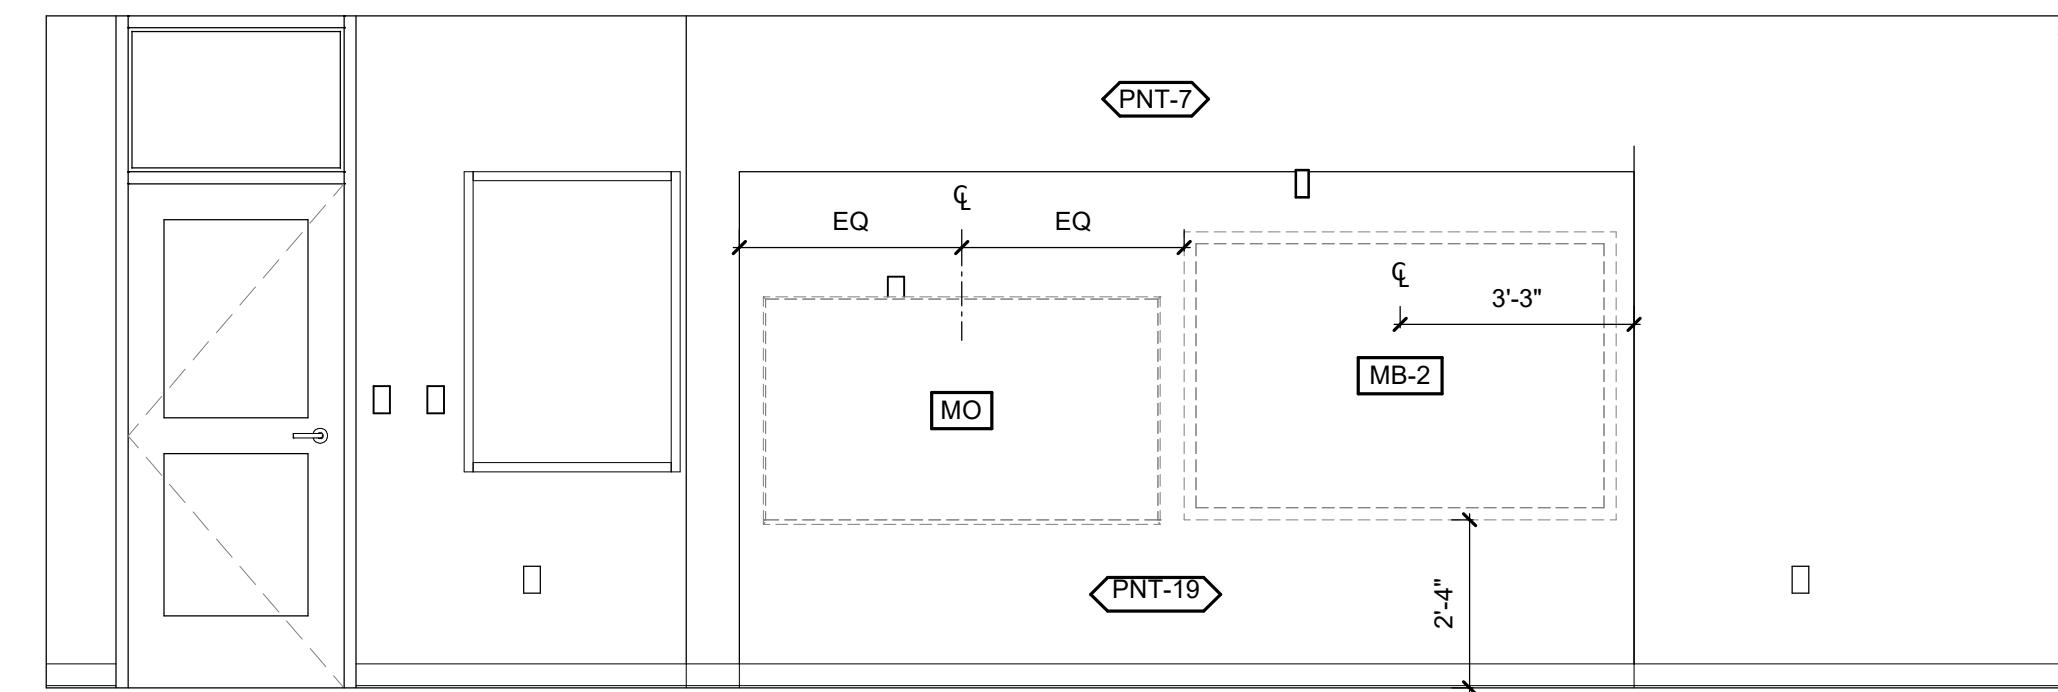 PNT-7
℄
EQ
EQ
℄
3'-3"
MB-2
MO
PNT-19
2'-4"